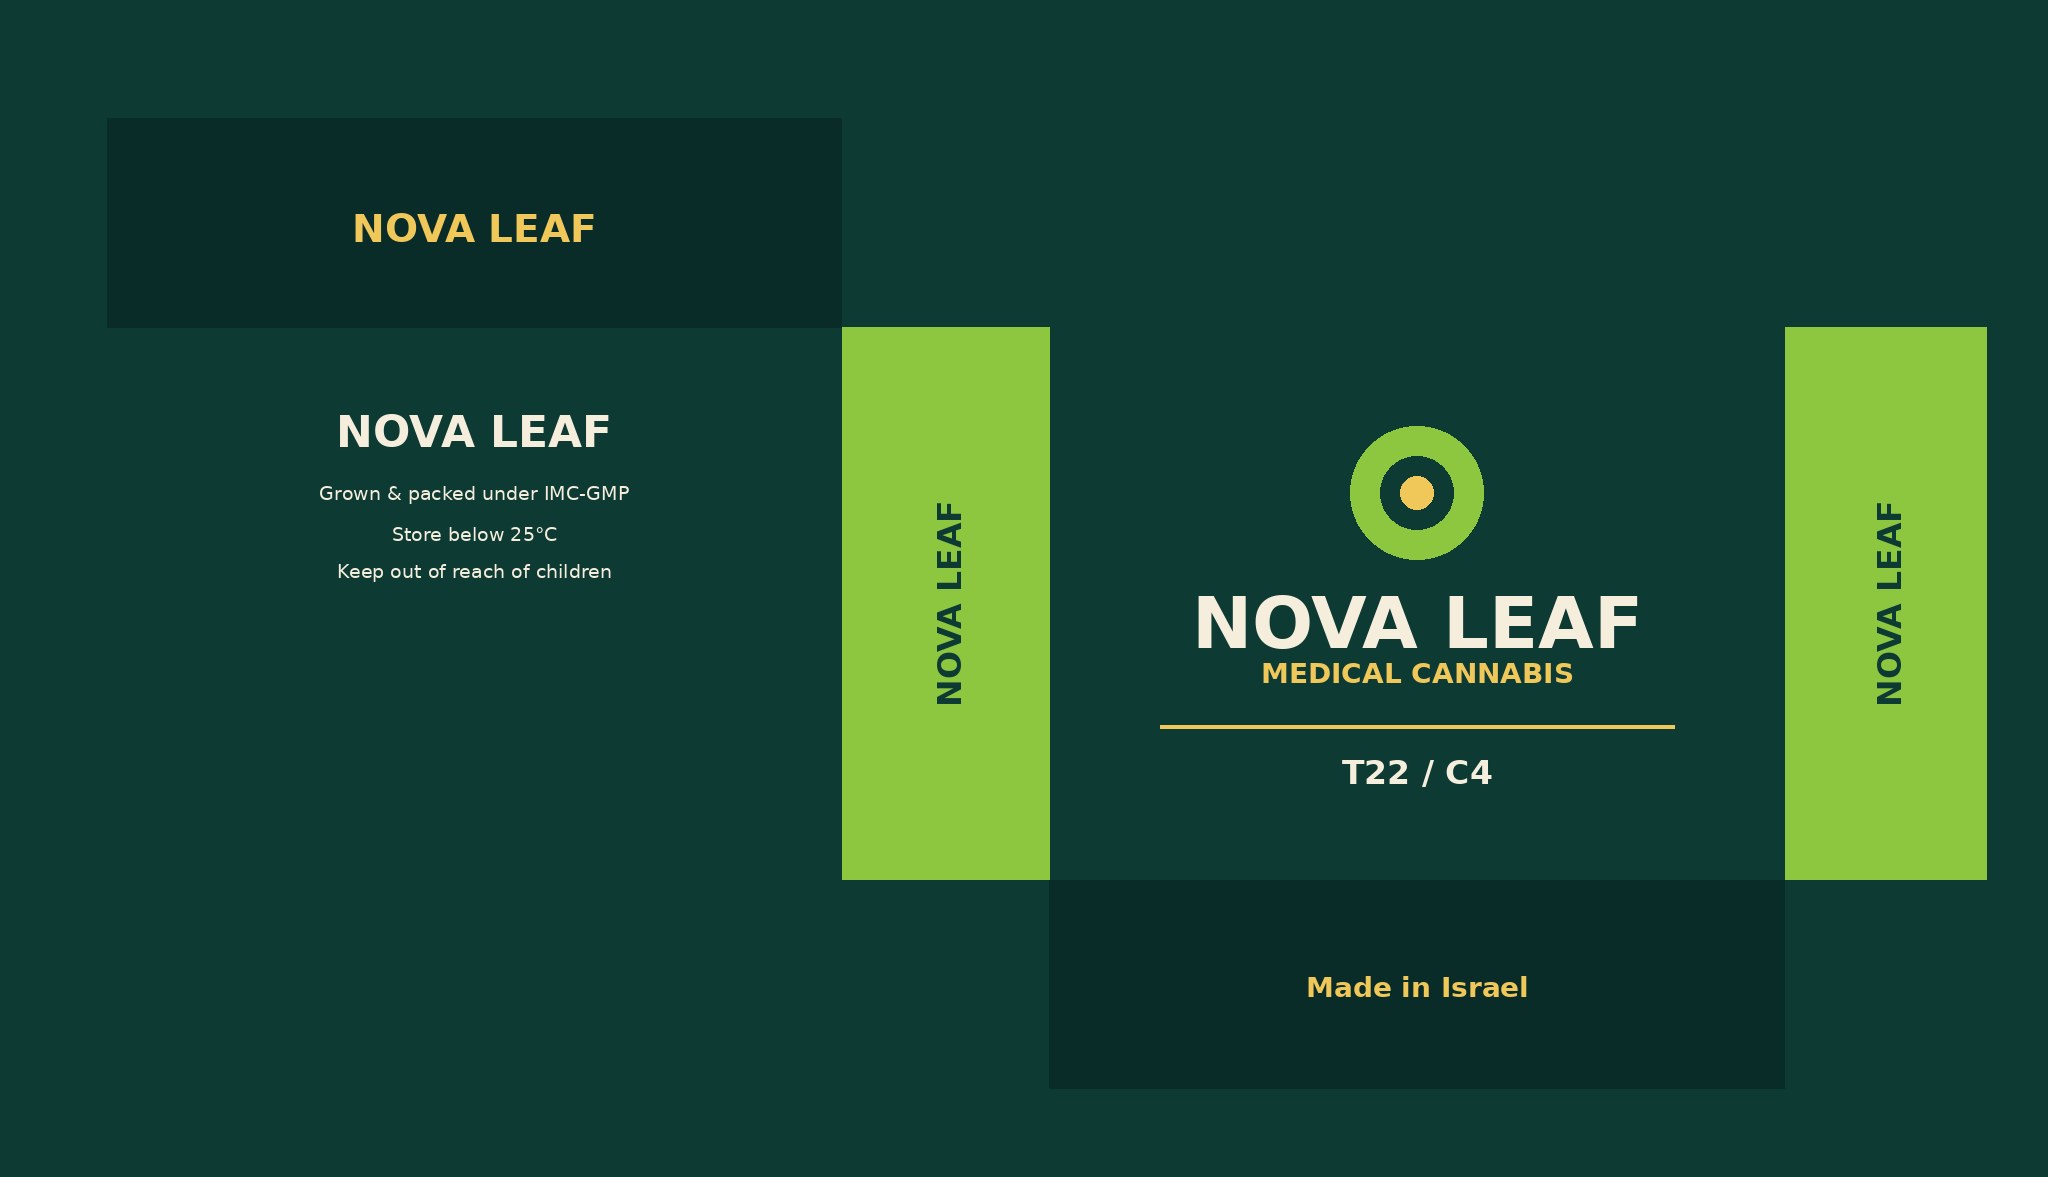 NOVA LEAF
NOVA LEAF
Grown & packed under IMC-GMP
Store below 25°C
Keep out of reach of children
NOVA LEAF
NOVA LEAF
MEDICAL CANNABIS
T22 / C4
Made in Israel
NOVA LEAF